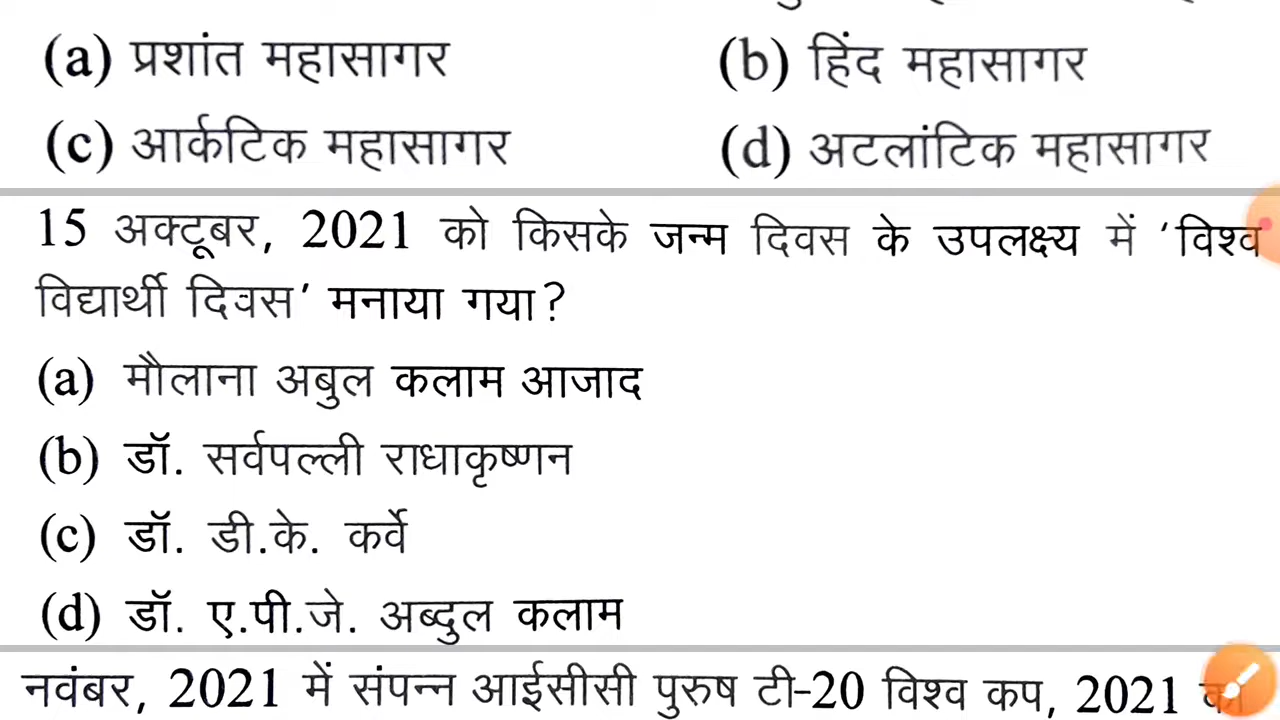 (a) प्रशांत महासागर (b) हिंद महासागर
(c) आर्कटिक महासागर (d) अटलांटिक महासागर
15 अक्टूबर, 2021 को किसके जन्म दिवस के उपलक्ष्य में 'विश्व
विद्यार्थी दिवस' मनाया गया?
(a) मौलाना अबुल कलाम आजाद
(b) डॉ. सर्वपल्ली राधाकृष्णन
(c) डॉ. डी.के. कर्वे
(d) डॉ. ए.पी.जे. अब्दुल कलाम
नवंबर, 2021 में संपन्न आईसीसी पुरुष टी-20 विश्व कप, 2021